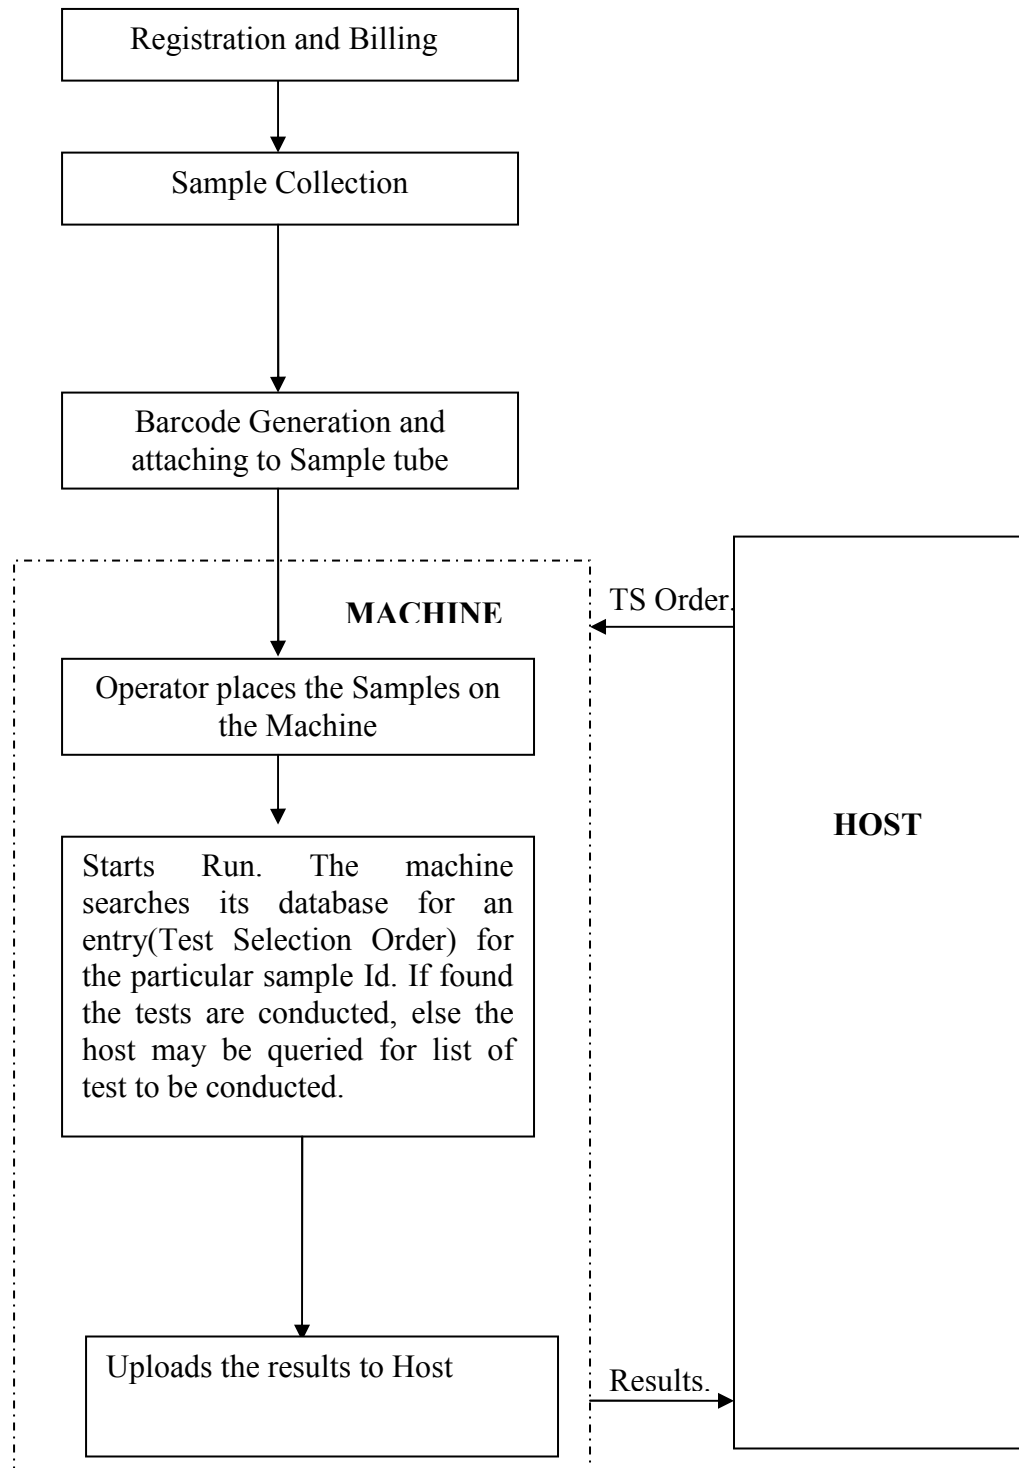 Registration and Billing
Sample Collection
Barcode Generation and
attaching to Sample tube
MACHINE
TS Order.
Operator places the Samples on
the Machine
HOST
Starts Run. The machine
searches its database for an
entry(Test Selection Order) for
the particular sample Id. If found
the tests are conducted, else the
host may be queried for list of
test to be conducted.
Uploads the results to Host
Results.